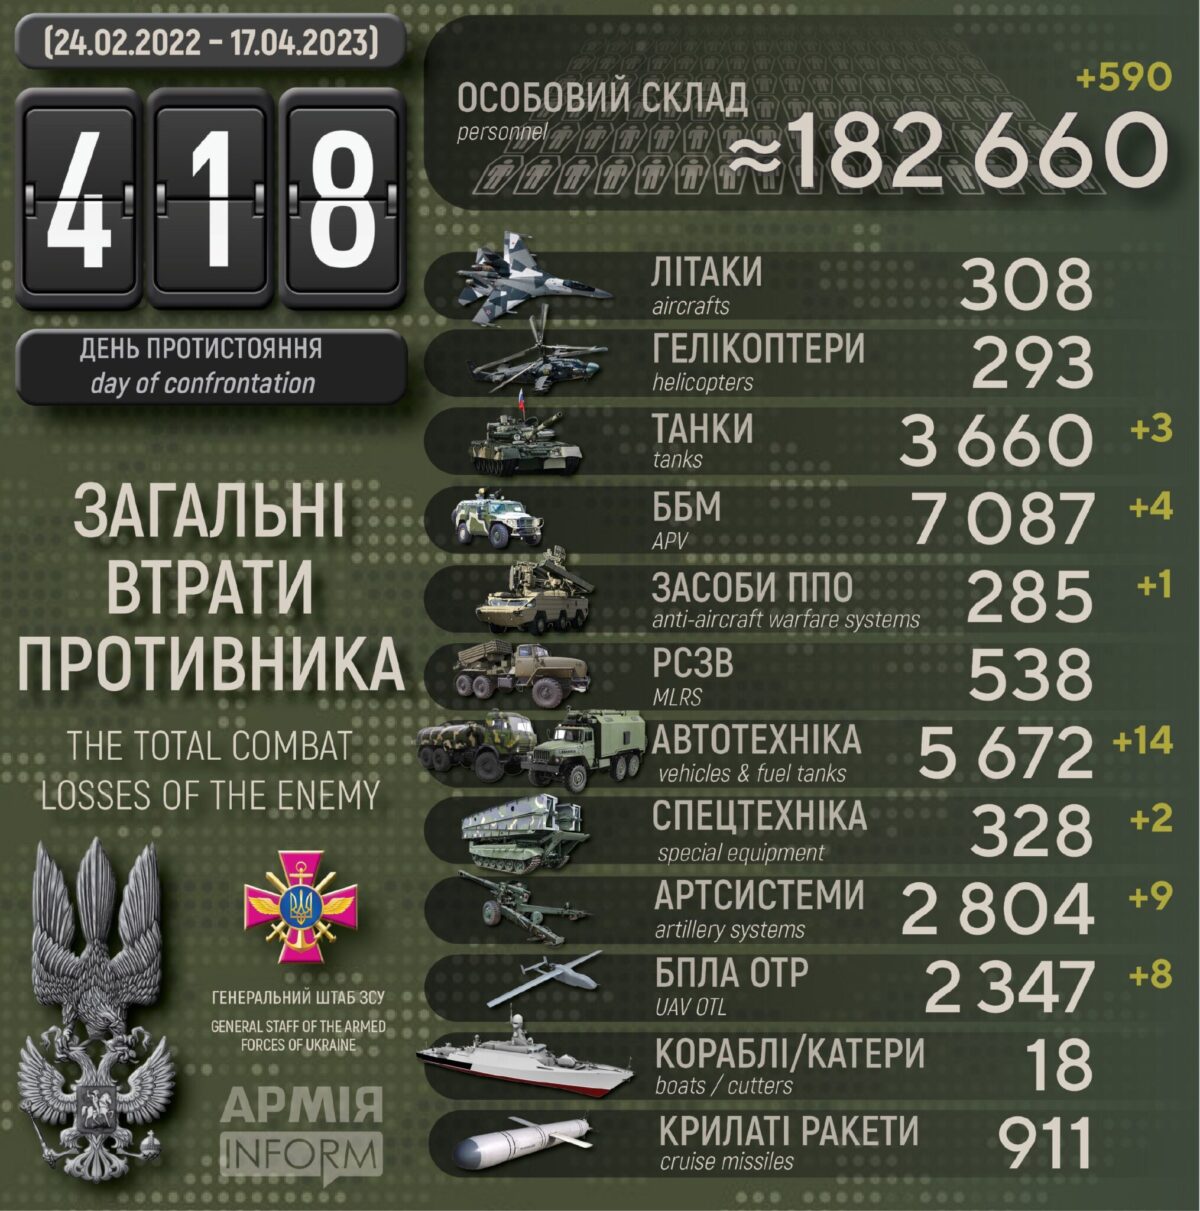 (24.02.2022 – 17.04.2023)
418
ДЕНЬ ПРОТИСТОЯННЯ
day of confrontation
ЗАГАЛЬНІ
ВТРАТИ
ПРОТИВНИКА
THE TOTAL COMBAT
LOSSES OF THE ENEMY
ГЕНЕРАЛЬНИЙ ШТАБ ЗСУ
GENERAL STAFF OF THE ARMED
FORCES OF UKRAINE
АРМІЯ
INFORM
+590
ОСОБОВИЙ СКЛАД
personnel
≈182 660
ЛІТАКИ
aircrafts
308
ГЕЛІКОПТЕРИ
helicopters
293
ТАНКИ
tanks
3 660 +3
ББМ
APV
7 087 +4
ЗАСОБИ ППО
anti-aircraft warfare systems
285 +1
РСЗВ
MLRS
538
АВТОТЕХНІКА
vehicles & fuel tanks
5 672 +14
СПЕЦТЕХНІКА
special equipment
328 +2
АРТСИСТЕМИ
artillery systems
2 804 +9
БПЛА ОТР
UAV OTL
2 347 +8
КОРАБЛІ/КАТЕРИ
boats / cutters
18
КРИЛАТІ РАКЕТИ
cruise missiles
911